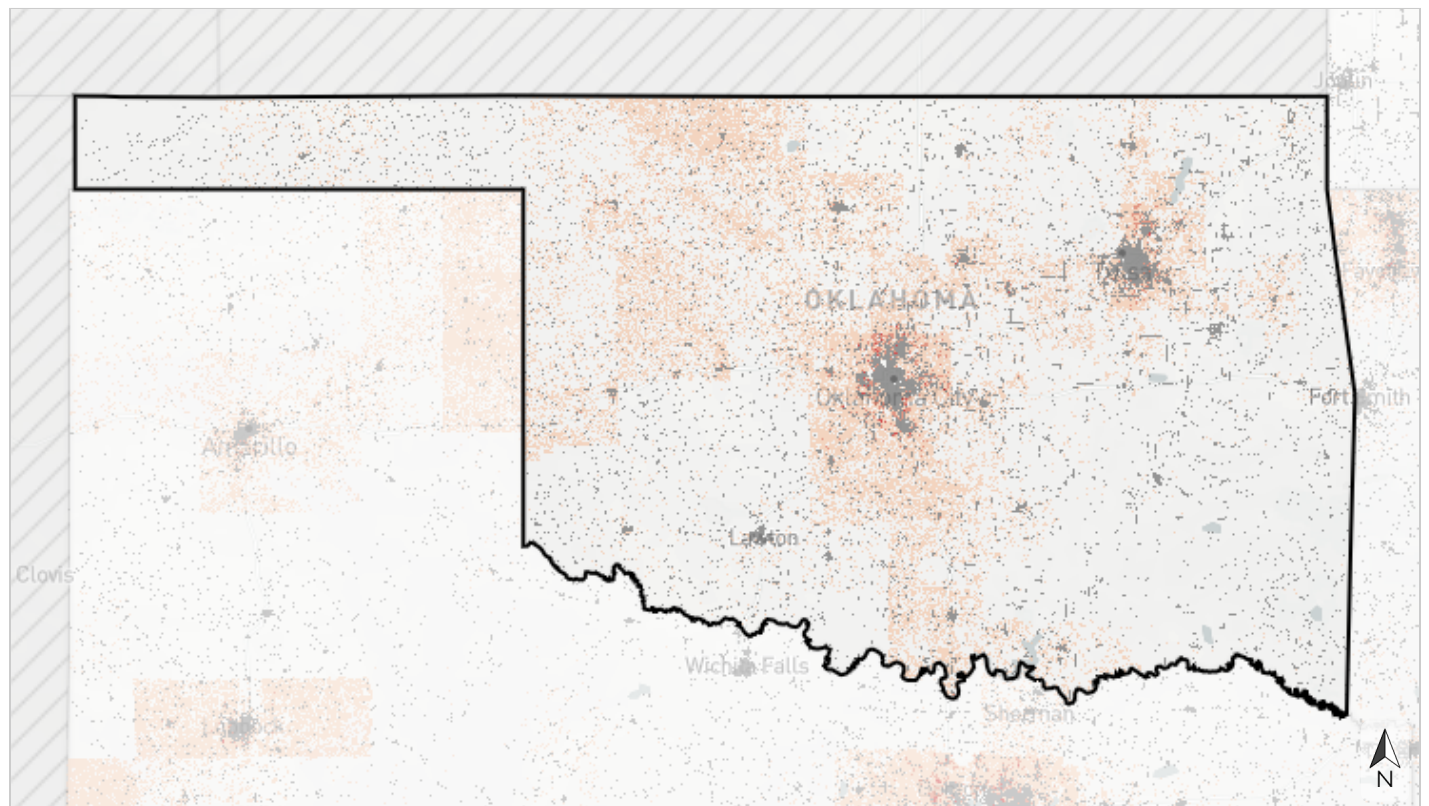 Joplin
OKLAHOMA
Tulsa
Oklahoma City
Fort Smith
Amarillo
Lawton
Clovis
Wichita Falls
Sherman
Lubbock
N